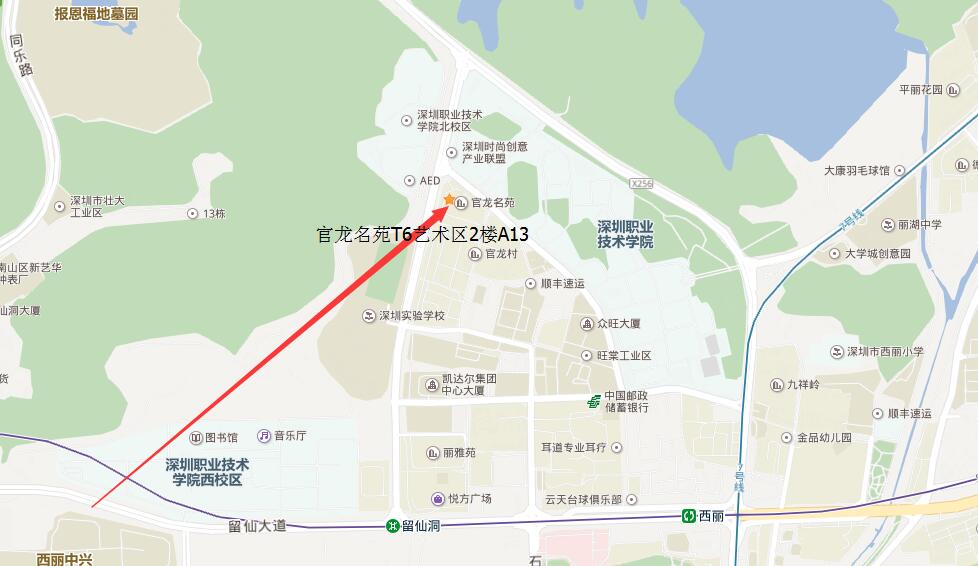 报恩福地墓园
同乐路
深圳职业技术
学院北校区
平丽花园
深圳时尚创意
产业联盟
大康羽毛球馆
AED
X256
深圳市壮大
工业区
13栋
官龙名苑
7号线
丽湖中学
官龙名苑T6艺术区2楼A13
深圳职业
技术学院
官龙村
大学城创意园
南山区新艺华
钟表厂
顺丰速运
仙洞大厦
深圳实验学校
众旺大厦
旺棠工业区
深圳市西丽小学
货
凯达尔集团
中心大厦
九祥岭
中国邮政
储蓄银行
顺丰速运
图书馆
音乐厅
金品幼儿园
丽雅苑
耳道专业耳疗
深圳职业技术
学院西校区
7号线
悦方广场
云天台球俱乐部
留仙大道
留仙洞
西丽
西丽中兴
石